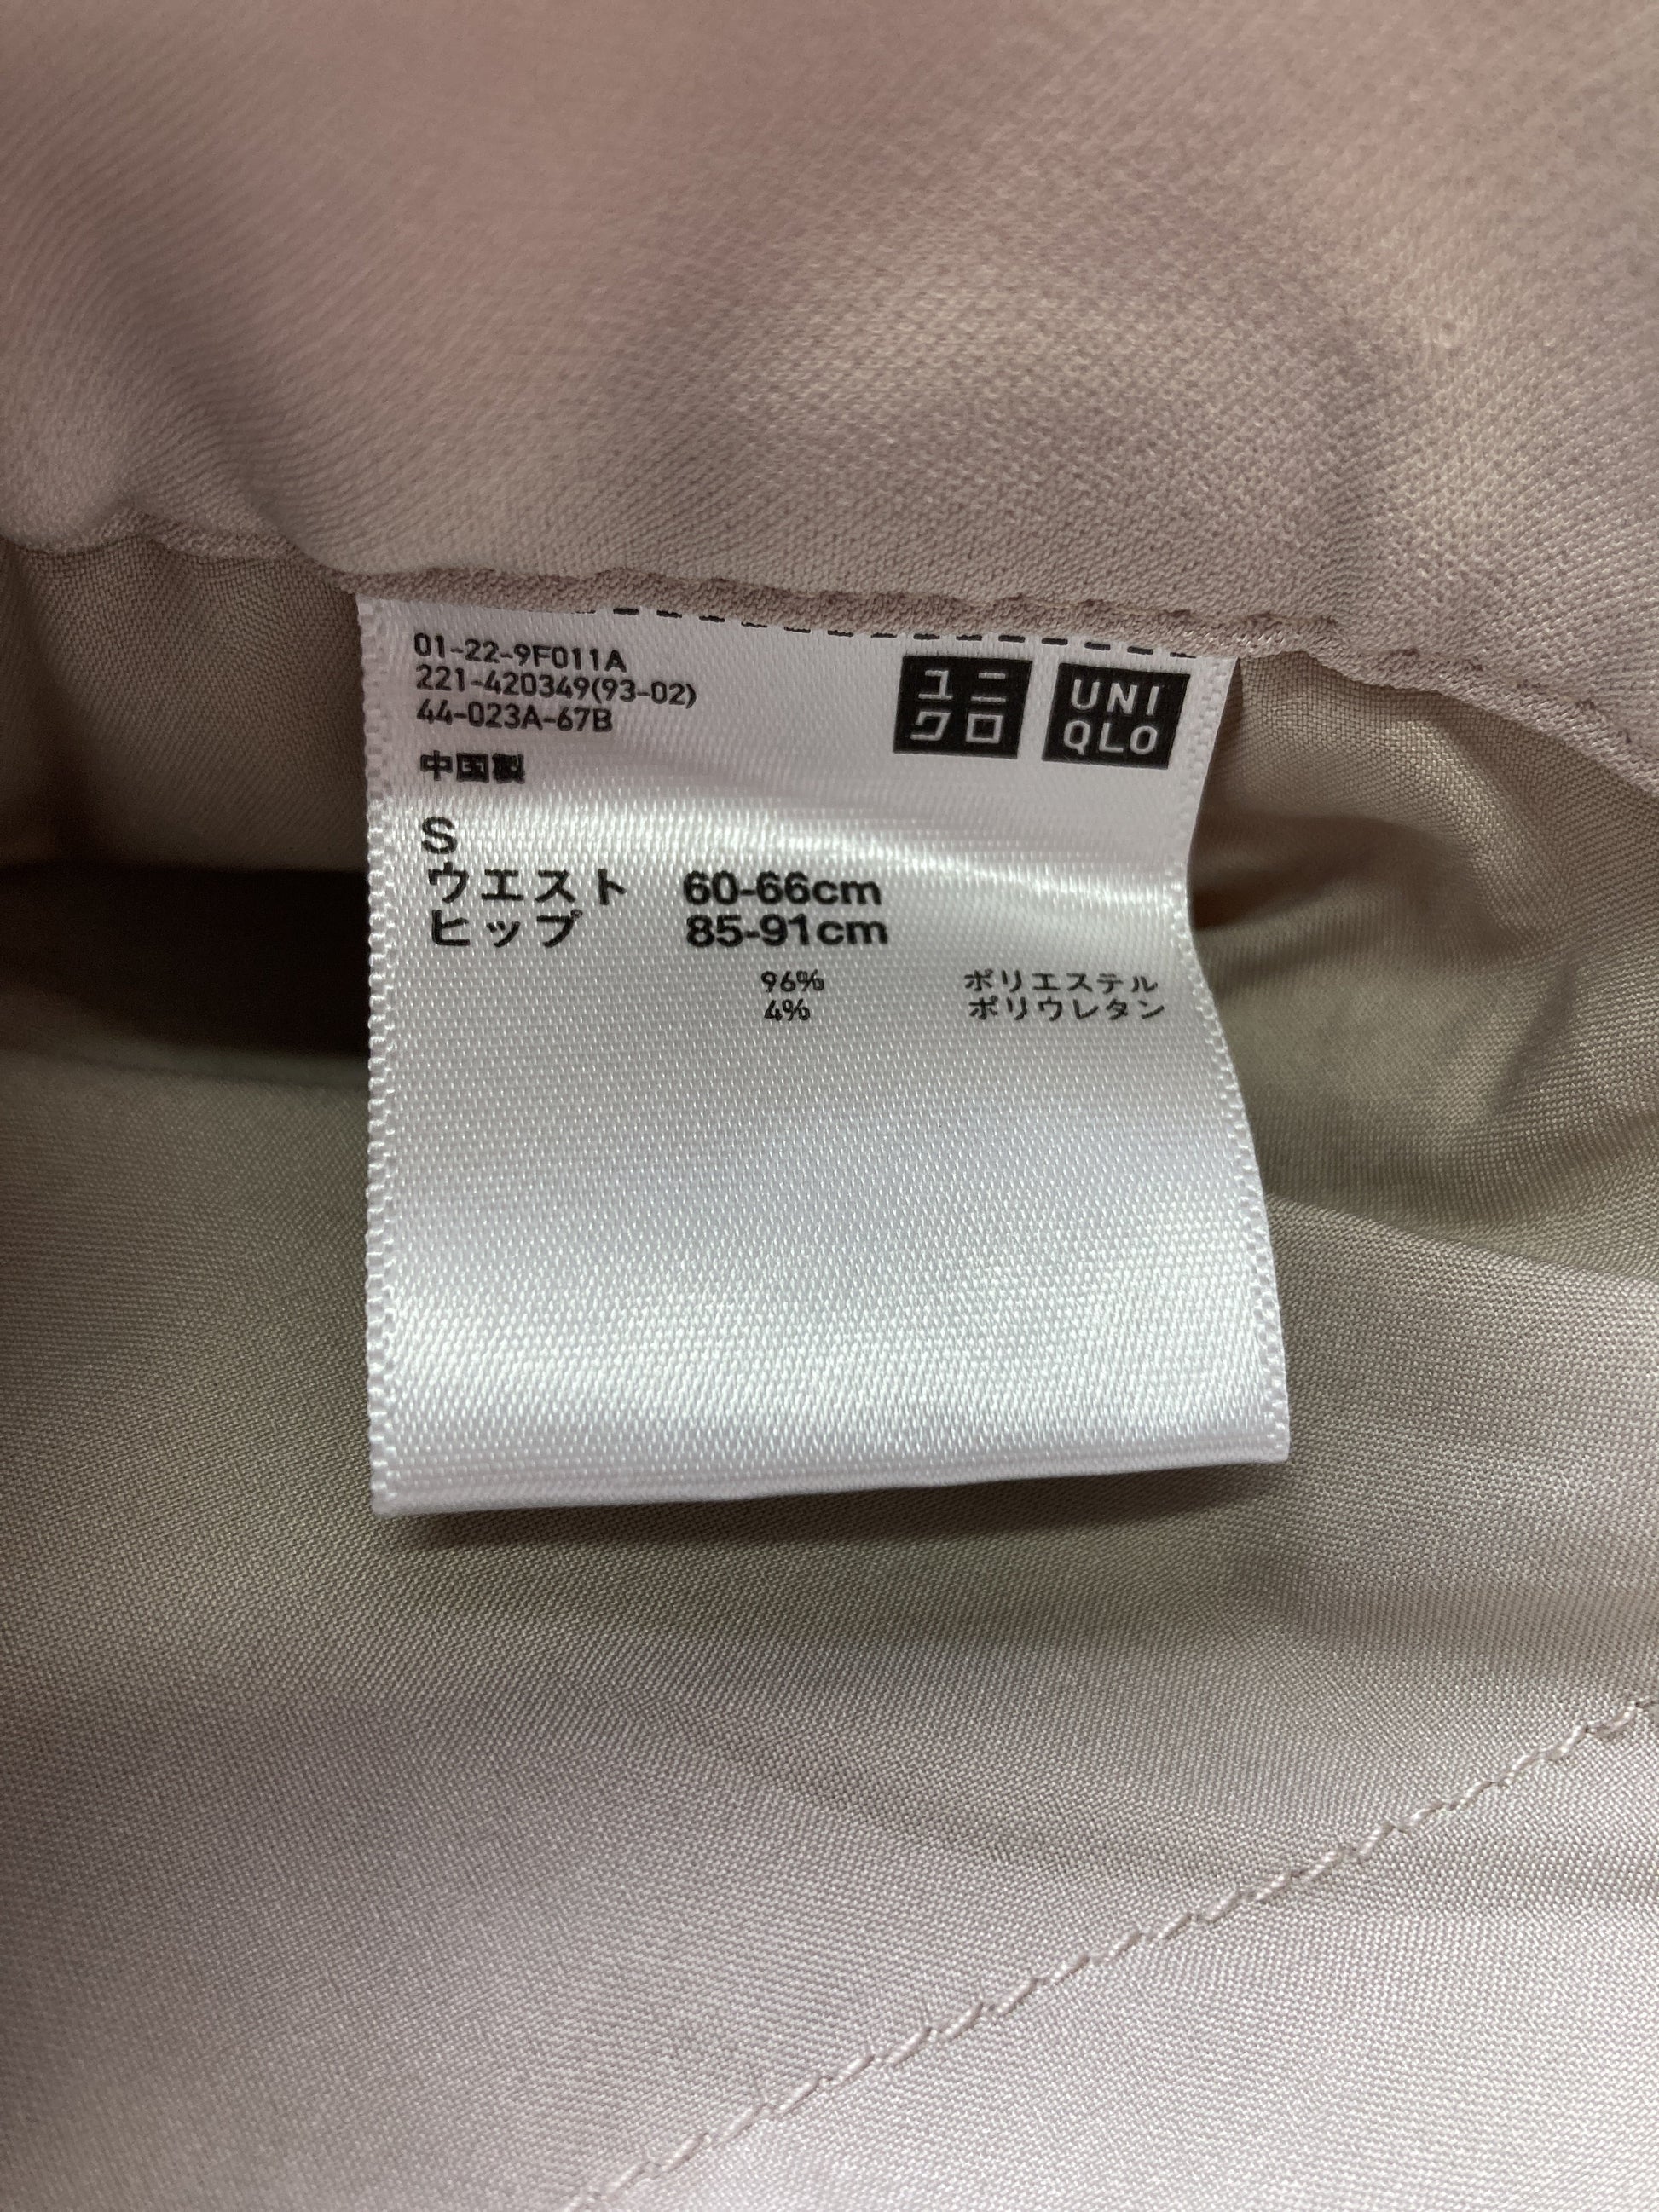 01-22-9F011A
221-420349(93-02)
44-023A-67B
ユニ
クロ
UNI
QLO
中国製
S
ウエスト 60-66cm
ヒップ 85-91cm
96% ポリエステル
4% ポリウレタン